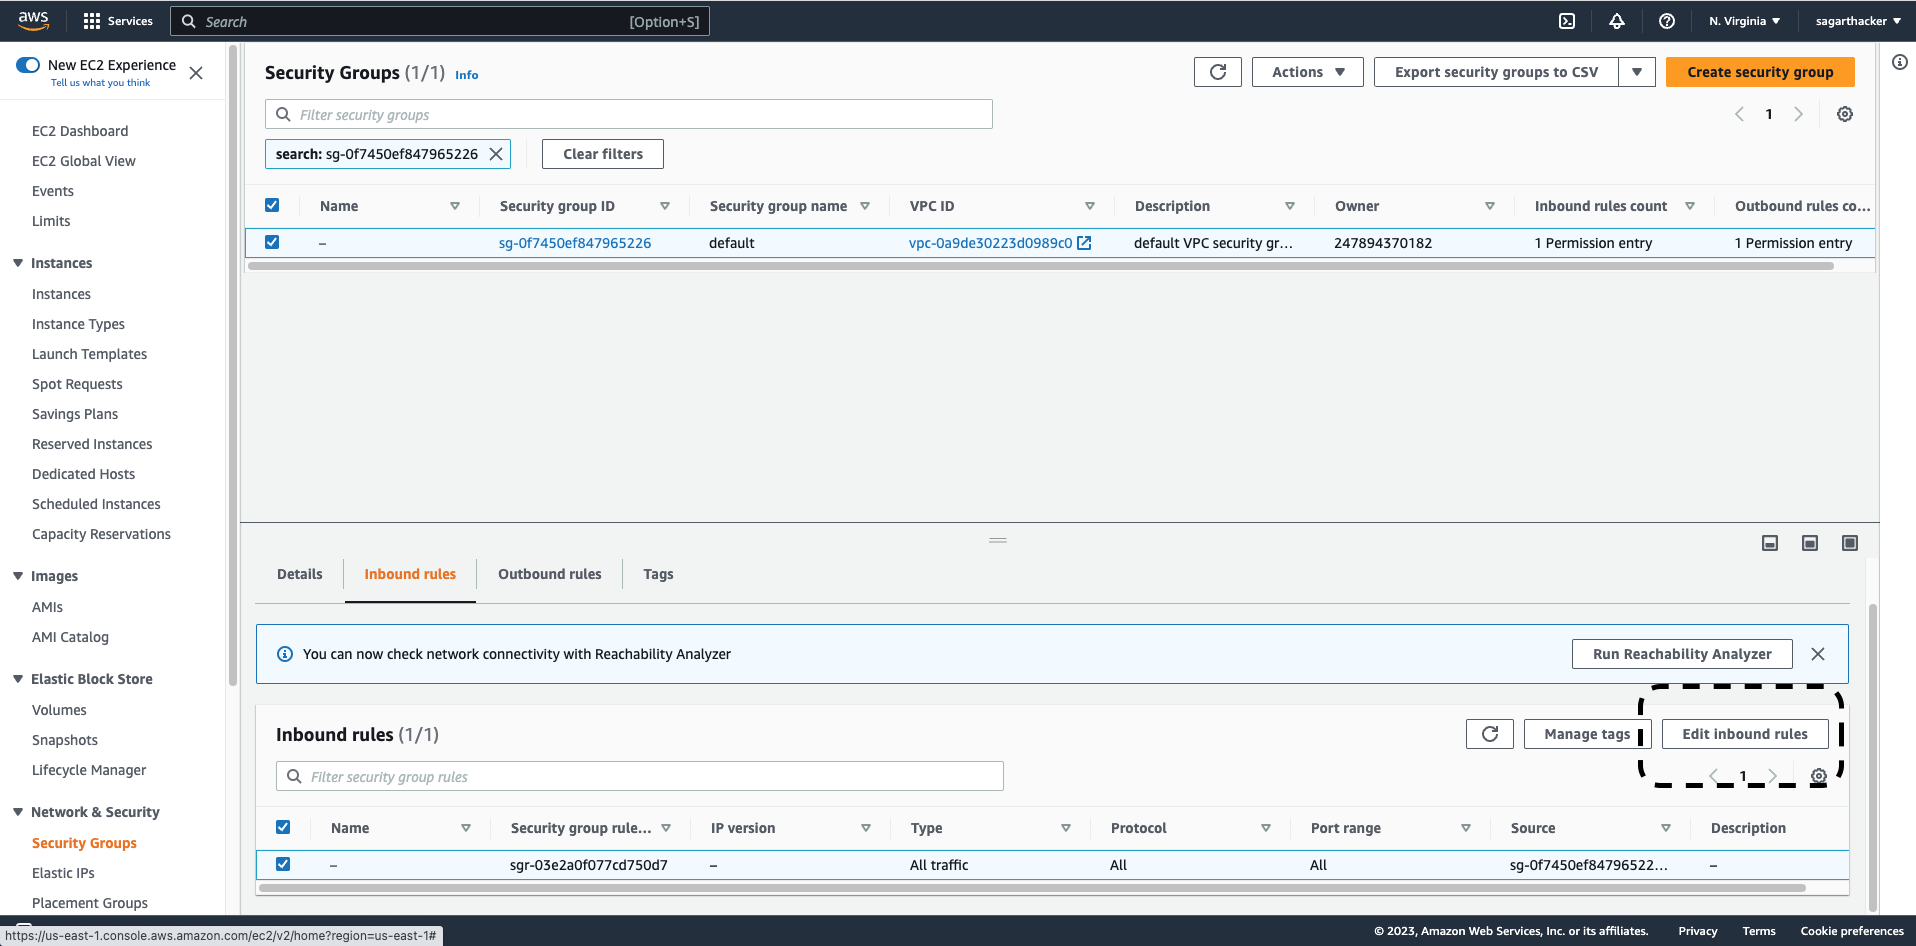 aws
Services
Search
[Option+S]
N. Virginia
sagarthacker
New EC2 Experience
Tell us what you think
EC2 Dashboard
EC2 Global View
Events
Limits
Instances
Instances
Instance Types
Launch Templates
Spot Requests
Savings Plans
Reserved Instances
Dedicated Hosts
Scheduled Instances
Capacity Reservations
Images
AMIs
AMI Catalog
Elastic Block Store
Volumes
Snapshots
Lifecycle Manager
Network & Security
Security Groups
Elastic IPs
Placement Groups
Security Groups (1/1) Info
Actions
Export security groups to CSV
Create security group
Filter security groups
1
search: sg-0f7450ef847965226
Clear filters
Name Security group ID Security group name VPC ID Description Owner Inbound rules count Outbound rules co...
– sg-0f7450ef847965226 default vpc-0a9de30223d0989c0 default VPC security gr... 247894370182 1 Permission entry 1 Permission entry
Details Inbound rules Outbound rules Tags
You can now check network connectivity with Reachability Analyzer
Run Reachability Analyzer
Inbound rules (1/1)
Manage tags
Edit inbound rules
Filter security group rules
1
Name Security group rule... IP version Type Protocol Port range Source Description
– sgr-03e2a0f077cd750d7 – All traffic All All sg-0f7450ef84796522... –
https://us-east-1.console.aws.amazon.com/ec2/v2/home?region=us-east-1#
© 2023, Amazon Web Services, Inc. or its affiliates. Privacy Terms Cookie preferences